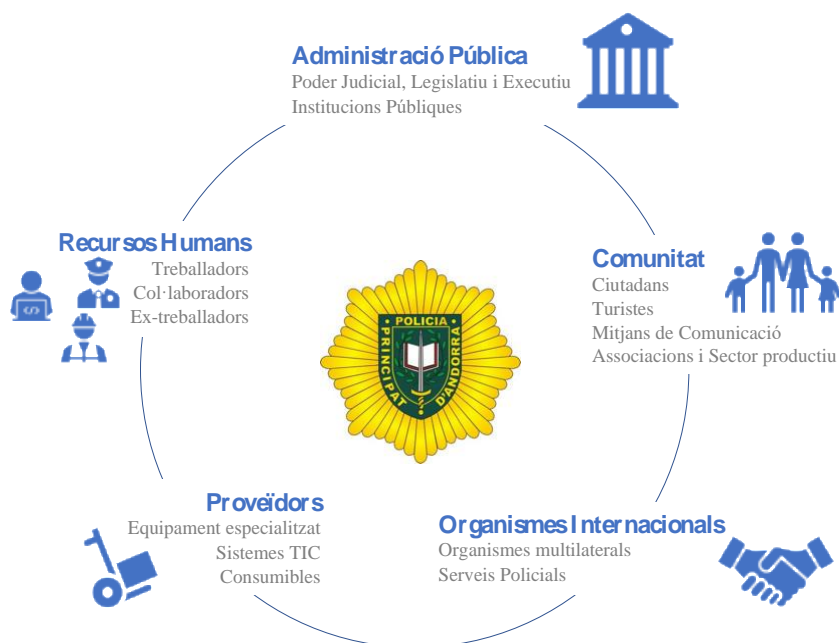 Administració Pública
Poder Judicial, Legislatiu i Executiu
Institucions Públiques
Recursos Humans
Treballadors
Col·laboradors
Ex-treballadors
Comunitat
Ciutadans
Turistes
Mitjans de Comunicació
Associacions i Sector productiu
POLICIA
PRINCIPAT
D'ANDORRA
Proveïdors
Equipament especialitzat
Sistemes TIC
Consumibles
Organismes Internacionals
Organismes multilaterals
Serveis Policials